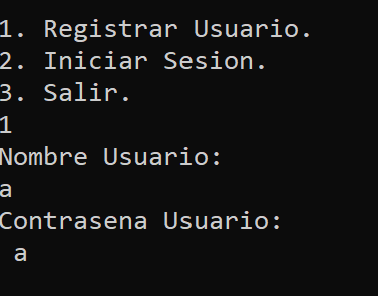 1. Registrar Usuario.
2. Iniciar Sesion.
3. Salir.
1
Nombre Usuario:
a
Contrasena Usuario:
 a